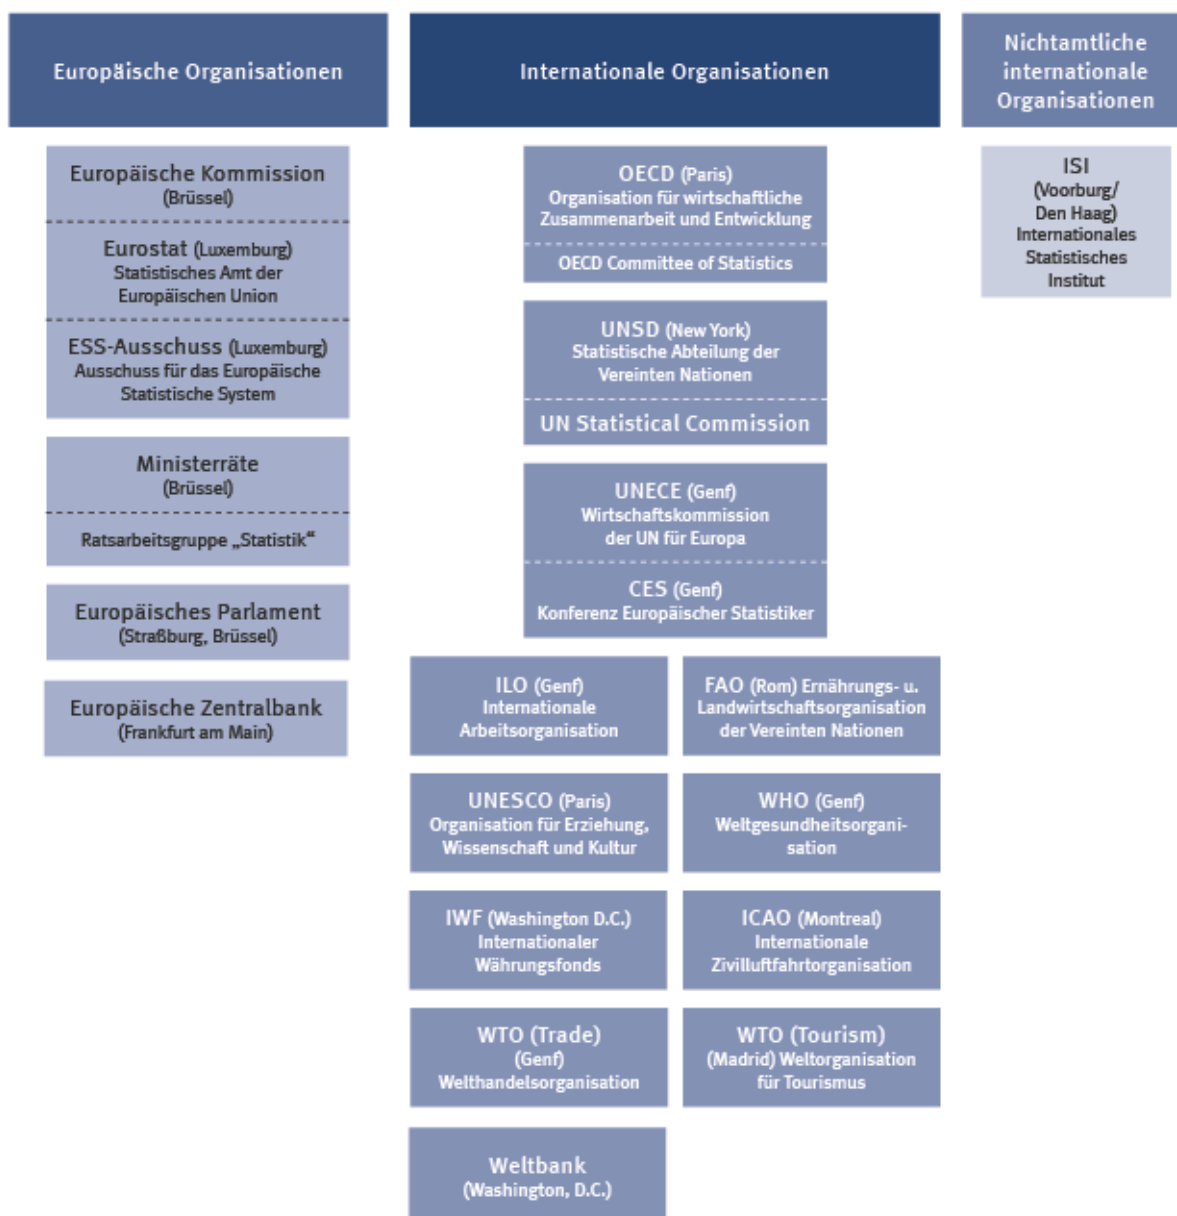 Europäische Organisationen
Europäische Kommission
(Brüssel)
Eurostat (Luxemburg)
Statistisches Amt der
Europäischen Union
ESS-Ausschuss (Luxemburg)
Ausschuss für das Europäische
Statistische System
Ministerräte
(Brüssel)
Ratsarbeitsgruppe „Statistik“
Europäisches Parlament
(Straßburg, Brüssel)
Europäische Zentralbank
(Frankfurt am Main)
Internationale Organisationen
OECD (Paris)
Organisation für wirtschaftliche
Zusammenarbeit und Entwicklung
OECD Committee of Statistics
UNSD (New York)
Statistische Abteilung der
Vereinten Nationen
UN Statistical Commission
UNECE (Genf)
Wirtschaftskommission
der UN für Europa
CES (Genf)
Konferenz Europäischer Statistiker
ILO (Genf)
Internationale
Arbeitsorganisation
FAO (Rom) Ernährungs- u.
Landwirtschaftsorganisation
der Vereinten Nationen
UNESCO (Paris)
Organisation für Erziehung,
Wissenschaft und Kultur
WHO (Genf)
Weltgesundheitsorgani-
sation
IWF (Washington D.C.)
Internationaler
Währungsfonds
ICAO (Montreal)
Internationale
Zivilluftfahrtorganisation
WTO (Trade)
(Genf)
Welthandelsorganisation
WTO (Tourism)
(Madrid) Weltorganisation
für Tourismus
Weltbank
(Washington, D.C.)
Nichtamtliche
internationale
Organisationen
ISI
(Voorburg/
Den Haag)
Internationales
Statistisches
Institut